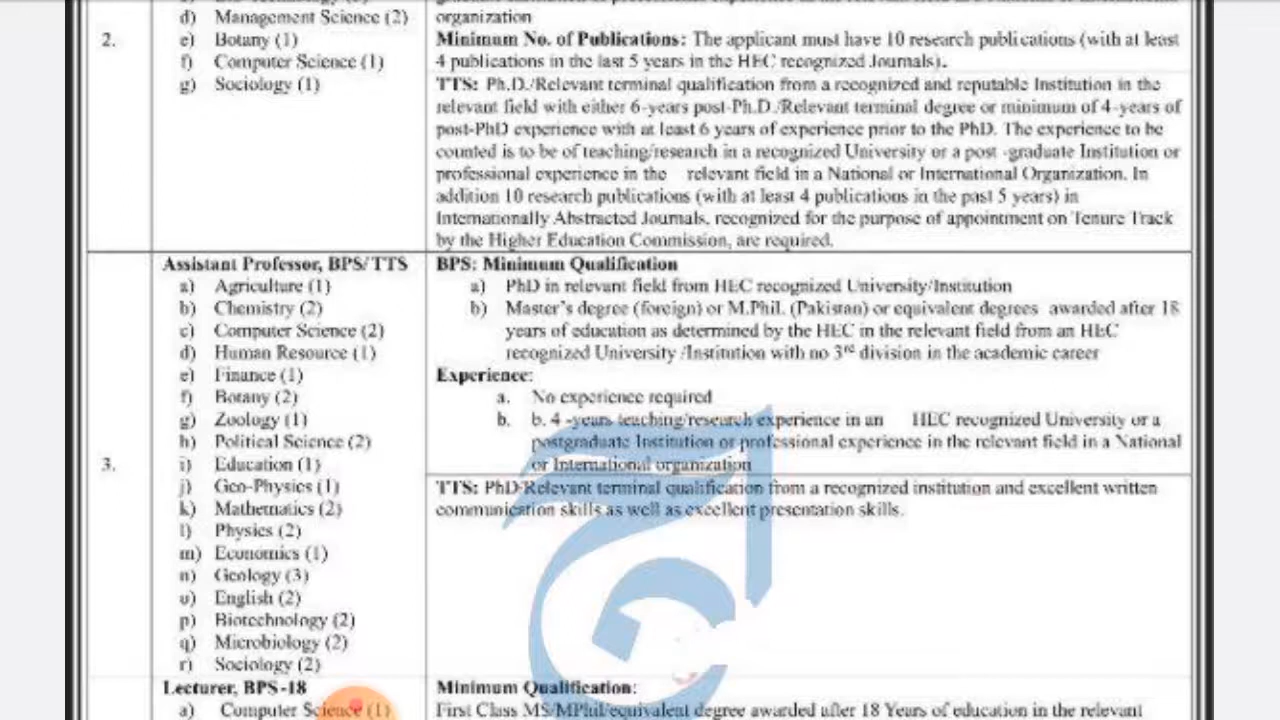 2.
d) Management Science (2)
e) Botany (1)
f) Computer Science (1)
g) Sociology (1)
organization
Minimum No. of Publications: The applicant must have 10 research publications (with at least
4 publications in the last 5 years in the HEC recognized Journals).
TTS: Ph.D./Relevant terminal qualification from a recognized and reputable Institution in the
relevant field with either 6-years post-Ph.D./Relevant terminal degree or minimum of 4-years of
post-PhD experience with at least 6 years of experience prior to the PhD. The experience to be
counted is to be of teaching/research in a recognized University or a post -graduate Institution or
professional experience in the relevant field in a National or International Organization. In
addition 10 research publications (with at least 4 publications in the past 5 years) in
Internationally Abstracted Journals, recognized for the purpose of appointment on Tenure Track
by the Higher Education Commission, are required.
3.
Assistant Professor, BPS/TTS
a) Agriculture (1)
b) Chemistry (2)
c) Computer Science (2)
d) Human Resource (1)
e) Finance (1)
f) Botany (2)
g) Zoology (1)
h) Political Science (2)
i) Education (1)
j) Geo-Physics (1)
k) Mathematics (2)
l) Physics (2)
m) Economics (1)
n) Geology (3)
o) English (2)
p) Biotechnology (2)
q) Microbiology (2)
r) Sociology (2)
BPS: Minimum Qualification
a) PhD in relevant field from HEC recognized University/Institution
b) Master's degree (foreign) or M.Phil. (Pakistan) or equivalent degrees awarded after 18
years of education as determined by the HEC in the relevant field from an HEC
recognized University /Institution with no 3rd division in the academic career
Experience:
a. No experience required
b. b. 4 -years teaching/research experience in an HEC recognized University or a
postgraduate Institution or professional experience in the relevant field in a National
or International organization
TTS: PhD/Relevant terminal qualification from a recognized institution and excellent written
communication skills as well as excellent presentation skills.
Lecturer, BPS-18
a) Computer Science (1)
Minimum Qualification:
First Class MS/MPhil/equivalent degree awarded after 18 Years of education in the relevant